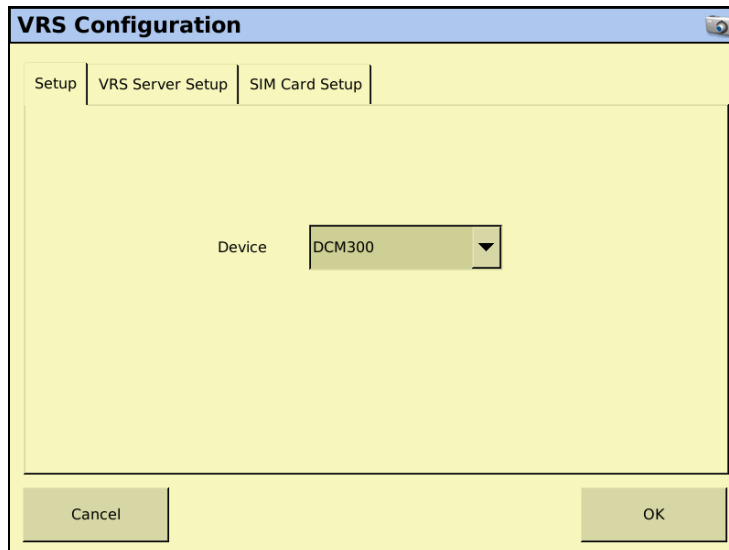 VRS Configuration
Setup VRS Server Setup SIM Card Setup
Device DCM300
Cancel OK